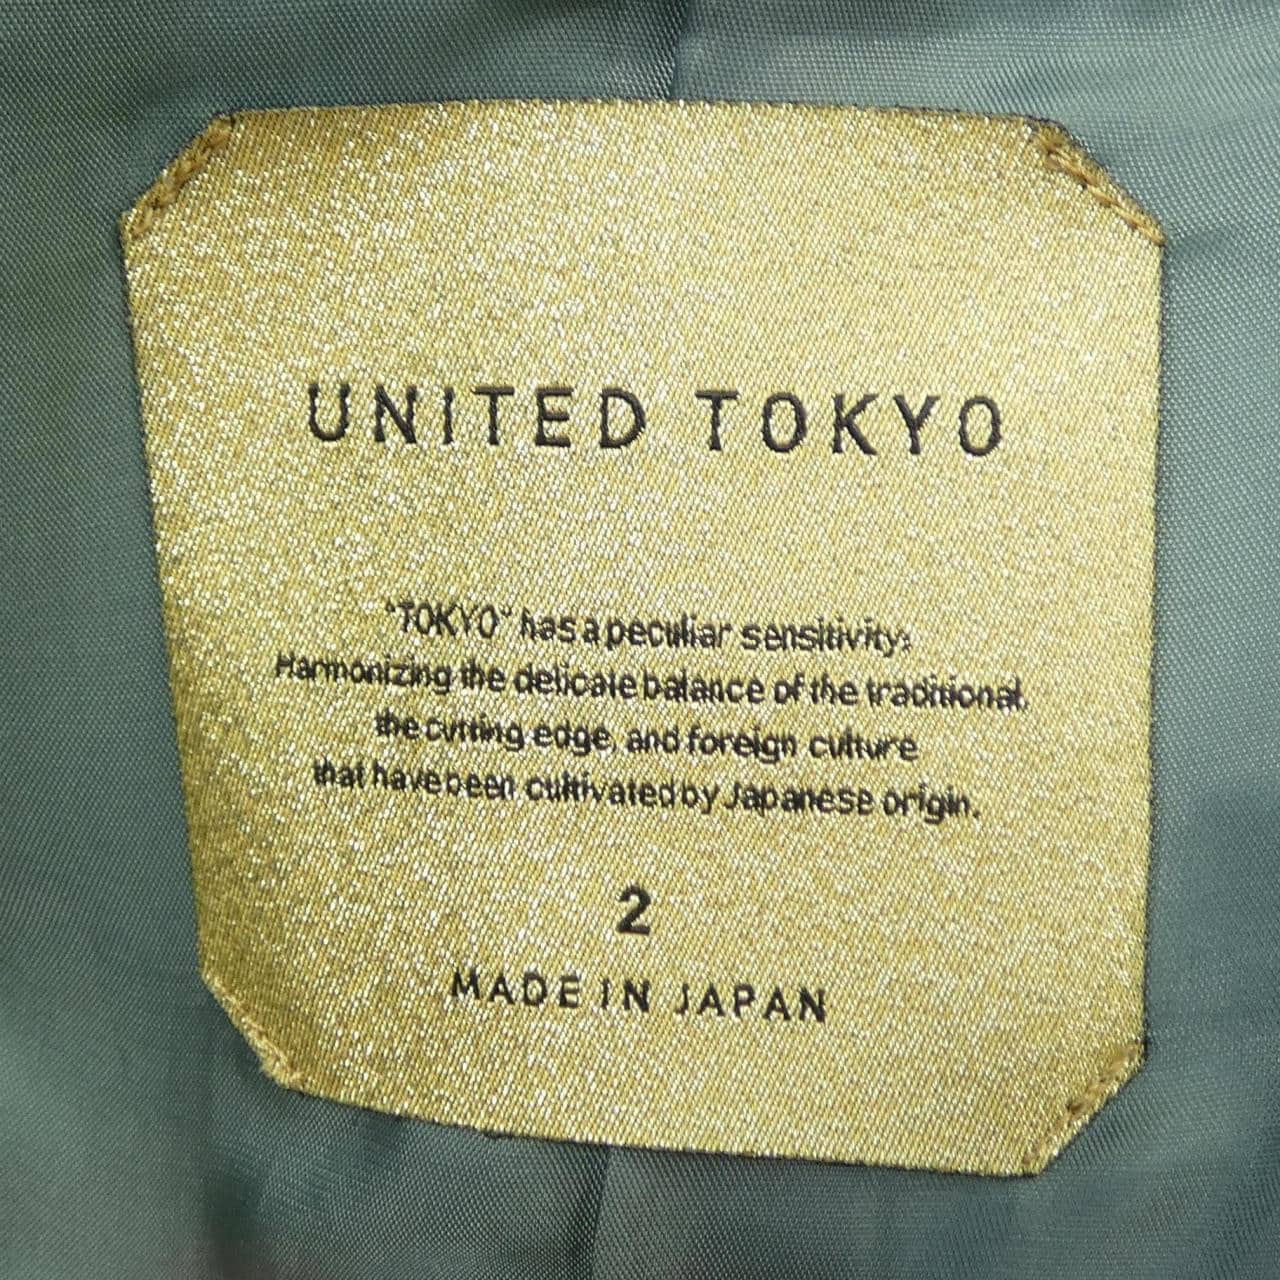 UNITED TOKYO
"TOKYO" has a peculiar sensitivity:
Harmonizing the delicate balance of the traditional,
the cutting edge, and foreign culture
that have been cultivated by Japanese origin.
2
MADE IN JAPAN